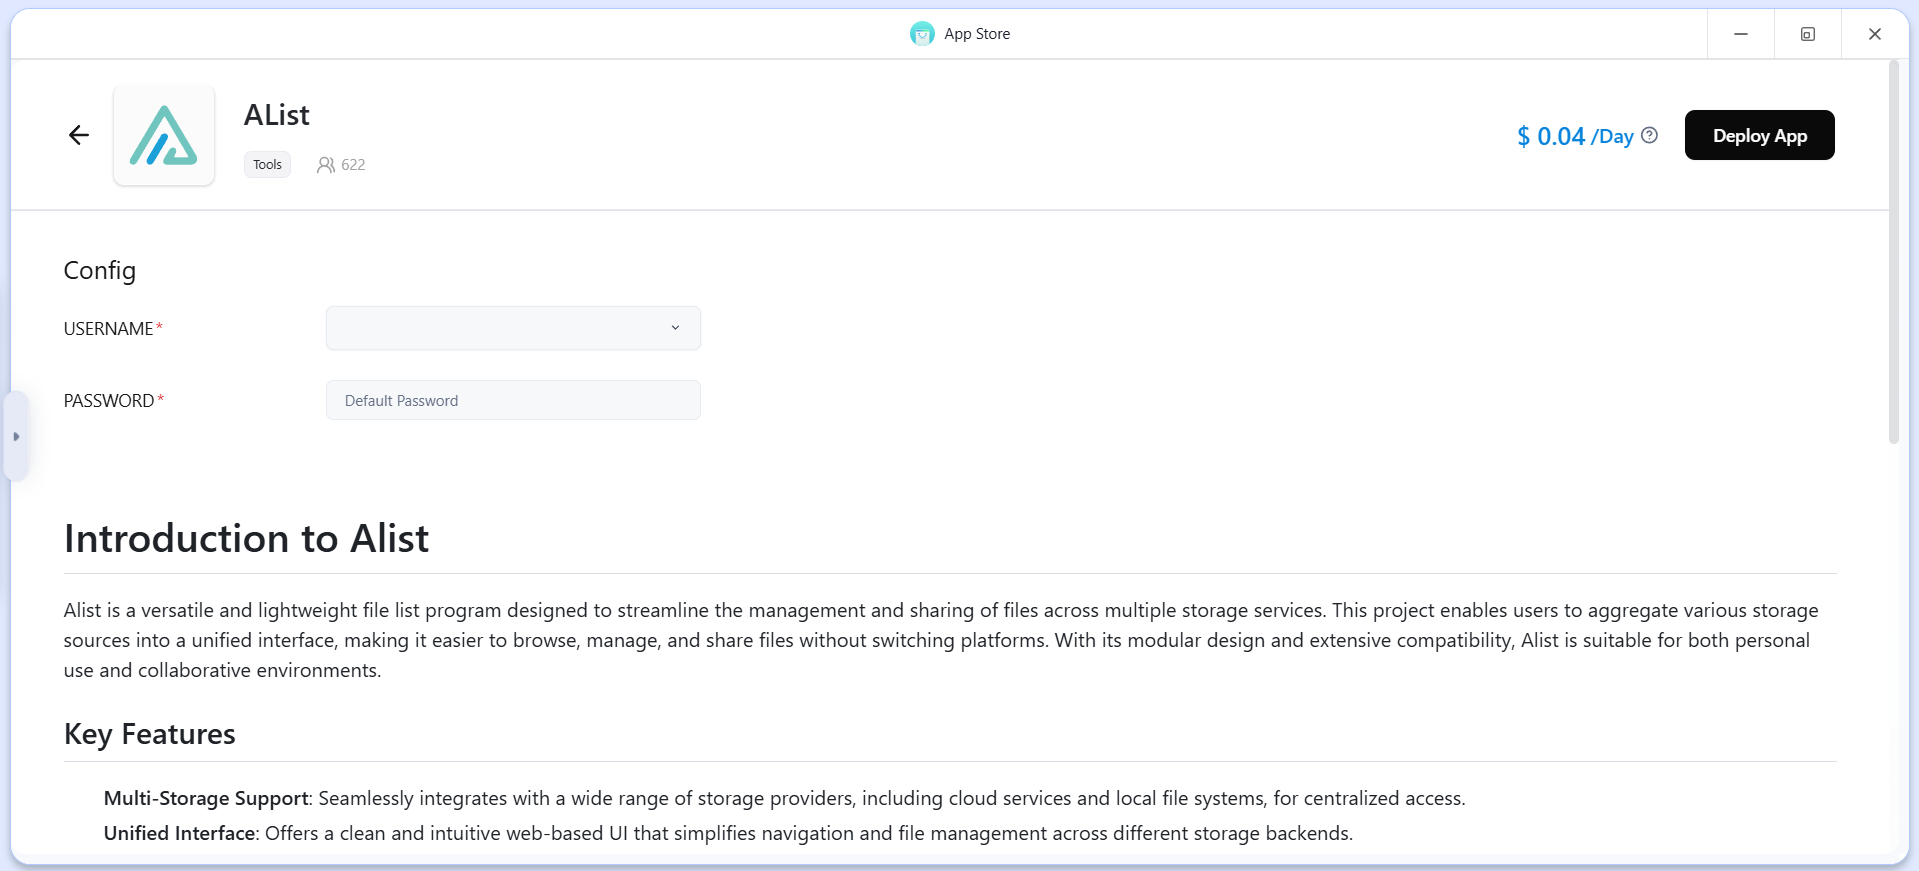 App Store
AList
Tools
622
$ 0.04 /Day
Deploy App
Config
USERNAME*
PASSWORD*
Default Password
Introduction to Alist
Alist is a versatile and lightweight file list program designed to streamline the management and sharing of files across multiple storage services. This project enables users to aggregate various storage
sources into a unified interface, making it easier to browse, manage, and share files without switching platforms. With its modular design and extensive compatibility, Alist is suitable for both personal
use and collaborative environments.
Key Features
Multi-Storage Support: Seamlessly integrates with a wide range of storage providers, including cloud services and local file systems, for centralized access.
Unified Interface: Offers a clean and intuitive web-based UI that simplifies navigation and file management across different storage backends.